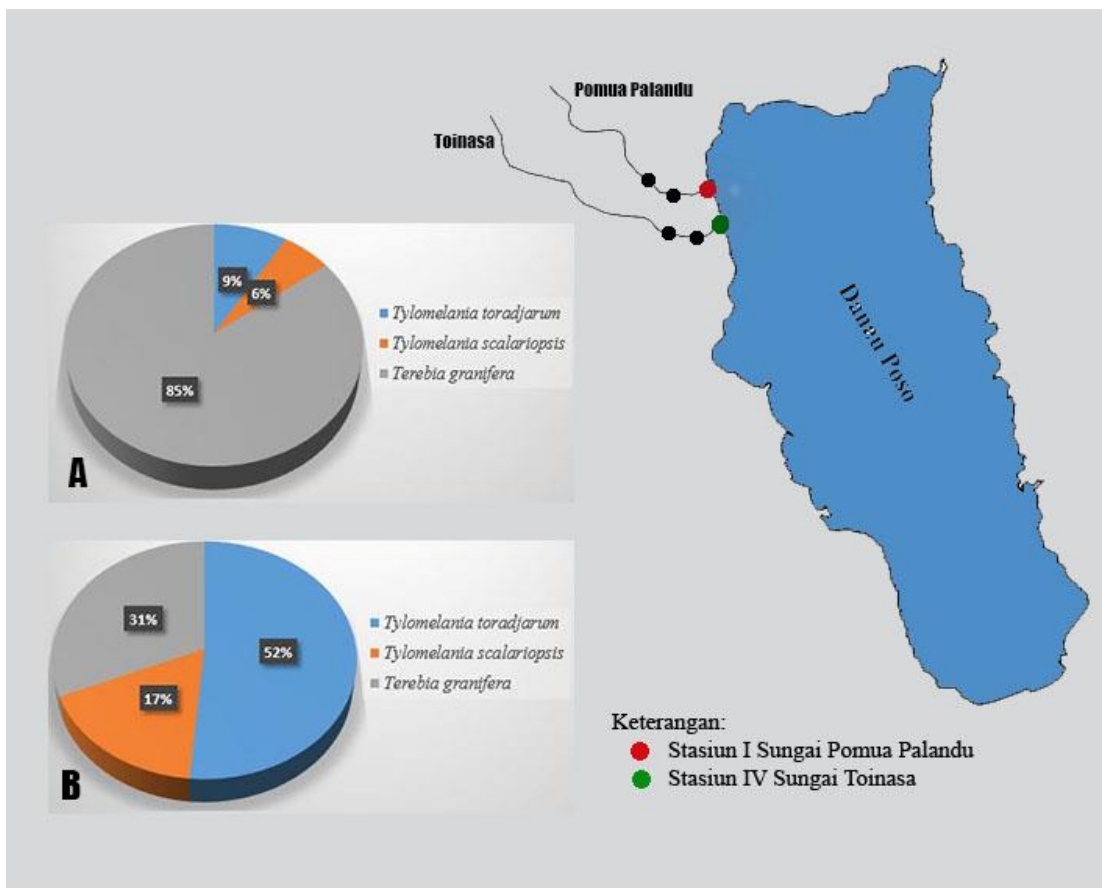 Pomua Palandu
Toinasa
9%
6%
85%
Tylomelania toradjarum
Tylomelania scalariopsis
Terebia granifera
A
Danau Poso
31%
52%
17%
Tylomelania toradjarum
Tylomelania scalariopsis
Terebia granifera
B
Keterangan:
Stasiun I Sungai Pomua Palandu
Stasiun IV Sungai Toinasa